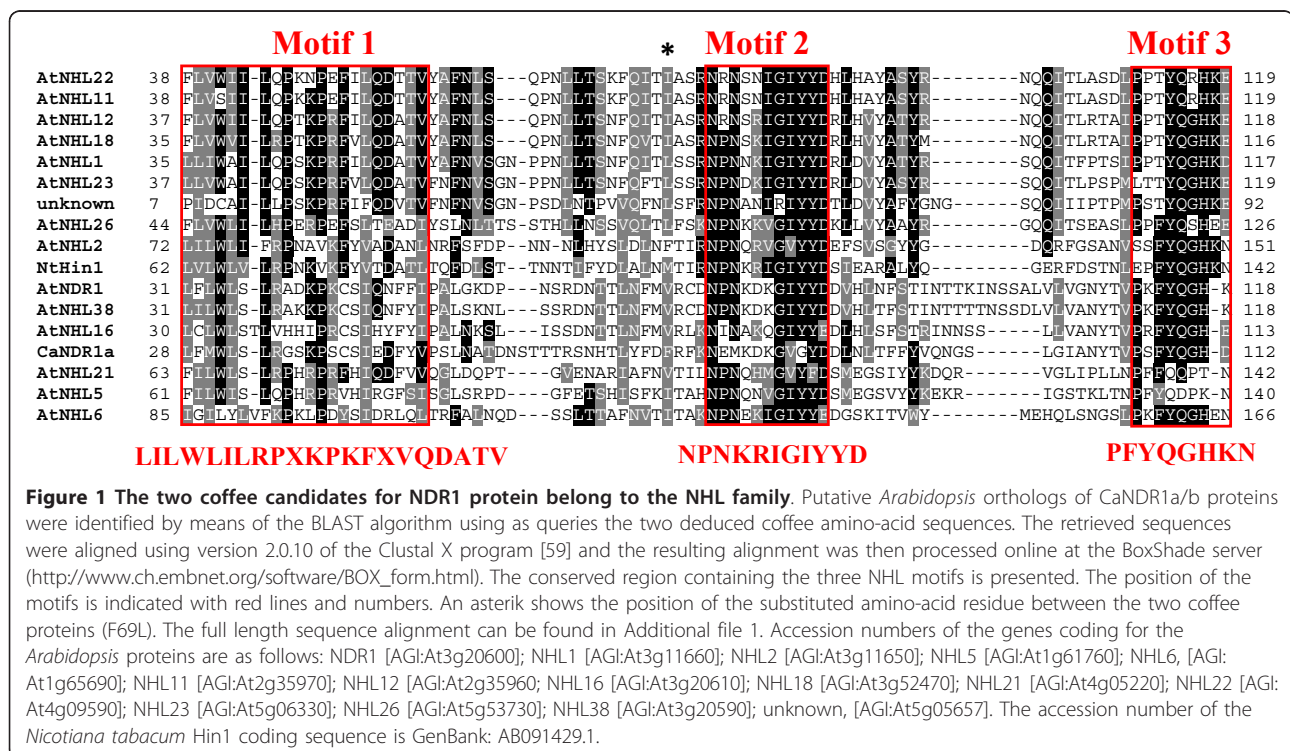 Motif 1 * Motif 2 Motif 3
AtNHL22 38 FLVWII-LQPKNPEFILQDTTVYAFNLS---QPNLLTSKFQITIASRNRNSNIGIYYDHLHAYASYR--------NQQITLASDLPPTYQRHKE 119
AtNHL11 38 FLVSII-LQPKKPEFILQDTTVYAFNLS---QPNLLTSKFQITIASRNRNSNIGIYYDHLHAYASYR--------NQQITLASDLPPTYQRHKE 119
AtNHL12 37 FLVWII-LQPTKPRFILQDATVYAFNLS---QPNLLTSNFQITIASRNRNSRIGIYYDRLHVYATYR--------NQQITLRTAIPPTYQGHKE 118
AtNHL18 35 FLVWVI-LRPTKPRFVLQDATVYAFNLS---QPNLLTSNFQVTIASRNPNSKIGIYYDRLHVYATYM--------NQQITLRTAIPPTYQGHKE 116
AtNHL1 35 LLIWAI-LQPSKPRFILQDATVYAFNVSGN-PPNLLTSNFQITLSSRNPNNKIGIYYDRLDVYATYR--------SQQITFPTSIPPTYQGHKD 117
AtNHL23 37 LLVWAI-LQPSKPRFVLQDATVFNFNVSGN-PPNLLTSNFQFTLSSRNPNDKIGIYYDRLDVYASYR--------SQQITLPSPMLTTYQGHKE 119
unknown 7 PIDCAI-LLPSKPRFIFQDVTVFNFNVSGN-PSDLNTPVVQFNLSFRNPNANIRIYYDTLDVYAFYGNG------SQQIIIPTPMPSTYQGHKE 92
AtNHL26 44 FLVWLI-LHPERPEFSLTEADIYSLNLTTS-STHLLNSSVQLTLFSKNPNKKVGIYYDKLLVYAAYR--------GQQITSEASLPPFYQSHEE 126
AtNHL2 72 LILWLI-FRPNAVKFYVADANLNRFSFDP--NN-NLHYSLDLNFTIRNPNQRVGVYYDEFSVSGYYG--------DQRFGSANVSSFYQGHKN 151
NtHin1 62 LVLWLV-LRPNKVKFYVTDATLTQFDLST--TNNTIFYDLALNMTIRNPNKRIGIYYDSIEARALYQ--------GERFDSTNLEPFYQGHKN 142
AtNDR1 31 LFLWLS-LRADKPKCSIQNFFIPALGKDP---NSRDNTTLNFMVRCDNPNKDKGIYYDDVHLNFSTINTTKINSSALVLVGNYTVPKFYQGH-K 118
AtNHL38 31 LILWLS-LRAKKPKCSIQNFYIPALSKNL---SSRDNTTLNFMVRCDNPNKDKGIYYDDVHLTFSTINTTTTNSSDLVLVANYTVPKFYQGH-K 118
AtNHL16 30 LCLWLSTLVHHIPRCSIHYFYIPALNKSL---ISSDNTTLNFMVRLKNINAKQGIYYEDLHLSFSTRINNSS-----LLVANYTVPRFYQGH-E 113
CaNDR1a 28 LFMWLS-LRGSKPSCSIEDFYVPSLNATDNSTTTRSNHTLYFDFRFKNEMKDKGVGYDDLNLTFFYVQNGS------LGIANYTVPSFYQGH-D 112
AtNHL21 63 FILWLS-LRPHRPRFHIQDFVVQGLDQPT----GVENARIAFNVTILNPNQHMGVYFDSMEGSIYYKDQR-------VGLIPLLNPFFQQPT-N 142
AtNHL5 61 FILWIS-LQPHRPRVHIRGFSISGLSRPD----GFETSHISFKITAHNPNQNVGIYYDSMEGSVYYKEKR-------IGSTKLTNPFYQDPK-N 140
AtNHL6 85 IGILYLVFKPKLPDYSIDRLQLTRFALNQD---SSLTTAFNVTITAKNPNEKIGIYYEDGSKITVWY--------MEHQLSNGSLPKFYQGHEN 166
LILWLILRPXKPKFXVQDATV NPNKRIGIYYD PFYQGHKN
Figure 1 The two coffee candidates for NDR1 protein belong to the NHL family. Putative Arabidopsis orthologs of CaNDR1a/b proteins
were identified by means of the BLAST algorithm using as queries the two deduced coffee amino-acid sequences. The retrieved sequences
were aligned using version 2.0.10 of the Clustal X program [59] and the resulting alignment was then processed online at the BoxShade server
(http://www.ch.embnet.org/software/BOX_form.html). The conserved region containing the three NHL motifs is presented. The position of the
motifs is indicated with red lines and numbers. An asterik shows the position of the substituted amino-acid residue between the two coffee
proteins (F69L). The full length sequence alignment can be found in Additional file 1. Accession numbers of the genes coding for the
Arabidopsis proteins are as follows: NDR1 [AGI:At3g20600]; NHL1 [AGI:At3g11660]; NHL2 [AGI:At3g11650]; NHL5 [AGI:At1g61760]; NHL6, [AGI:
At1g65690]; NHL11 [AGI:At2g35970]; NHL12 [AGI:At2g35960; NHL16 [AGI:At3g20610]; NHL18 [AGI:At3g52470]; NHL21 [AGI:At4g05220]; NHL22 [AGI:
At4g09590]; NHL23 [AGI:At5g06330]; NHL26 [AGI:At5g53730]; NHL38 [AGI:At3g20590]; unknown, [AGI:At5g05657]. The accession number of the
Nicotiana tabacum Hin1 coding sequence is GenBank: AB091429.1.